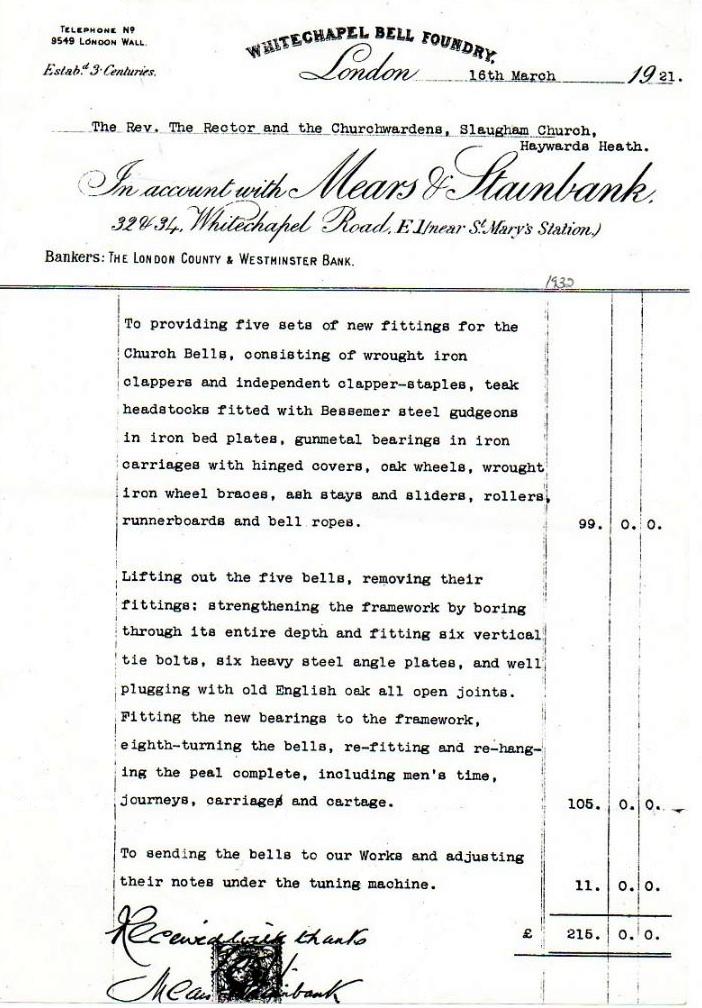 TELEPHONE Nº
9549 LONDON WALL.
Estab.d 3 Centuries.
WHITECHAPEL BELL FOUNDRY,
London 16th March 1921.
The Rev. The Rector and the Churchwardens, Slaugham Church,
Haywards Heath.
In account with Mears & Stainbank.
32 & 34, Whitechapel Road, E.1 (near St. Mary's Station.)
Bankers: THE LONDON COUNTY & WESTMINSTER BANK.
To providing five sets of new fittings for the
Church Bells, consisting of wrought iron
clappers and independent clapper-staples, teak
headstocks fitted with Bessemer steel gudgeons
in iron bed plates, gunmetal bearings in iron
carriages with hinged covers, oak wheels, wrought
iron wheel braces, ash stays and sliders, rollers,
runnerboards and bell ropes. 99. 0. 0.
Lifting out the five bells, removing their
fittings: strengthening the framework by boring
through its entire depth and fitting six vertical
tie bolts, six heavy steel angle plates, and well
plugging with old English oak all open joints.
Fitting the new bearings to the framework,
eighth-turning the bells, re-fitting and re-hang-
ing the peal complete, including men's time,
journeys, carriage and cartage. 105. 0. 0.
To sending the bells to our Works and adjusting
their notes under the tuning machine. 11. 0. 0.
£ 215. 0. 0.
Received with thanks
Mears Stainbank